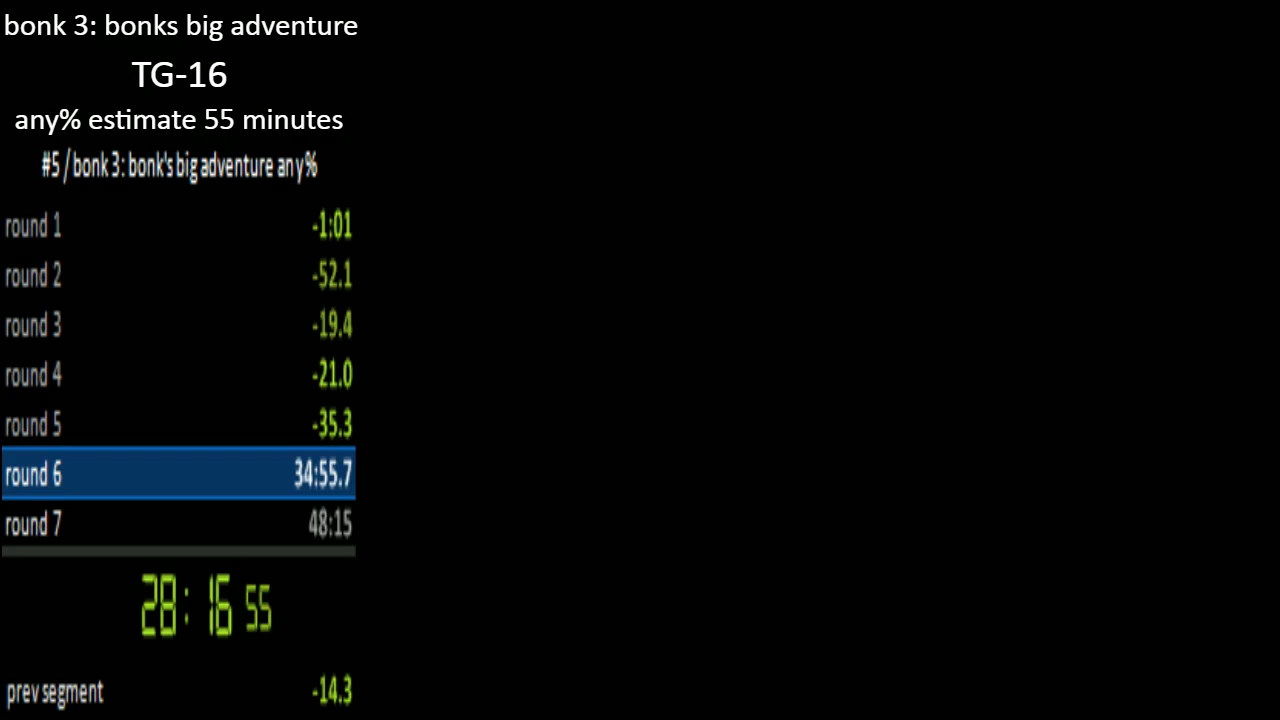 bonk 3: bonks big adventure
TG-16
any% estimate 55 minutes
#5 / bonk 3: bonk's big adventure any%
round 1 -1:01
round 2 -52.1
round 3 -19.4
round 4 -21.0
round 5 -35.3
round 6 34:55.7
round 7 48:15
28:16 55
prev segment -14.3